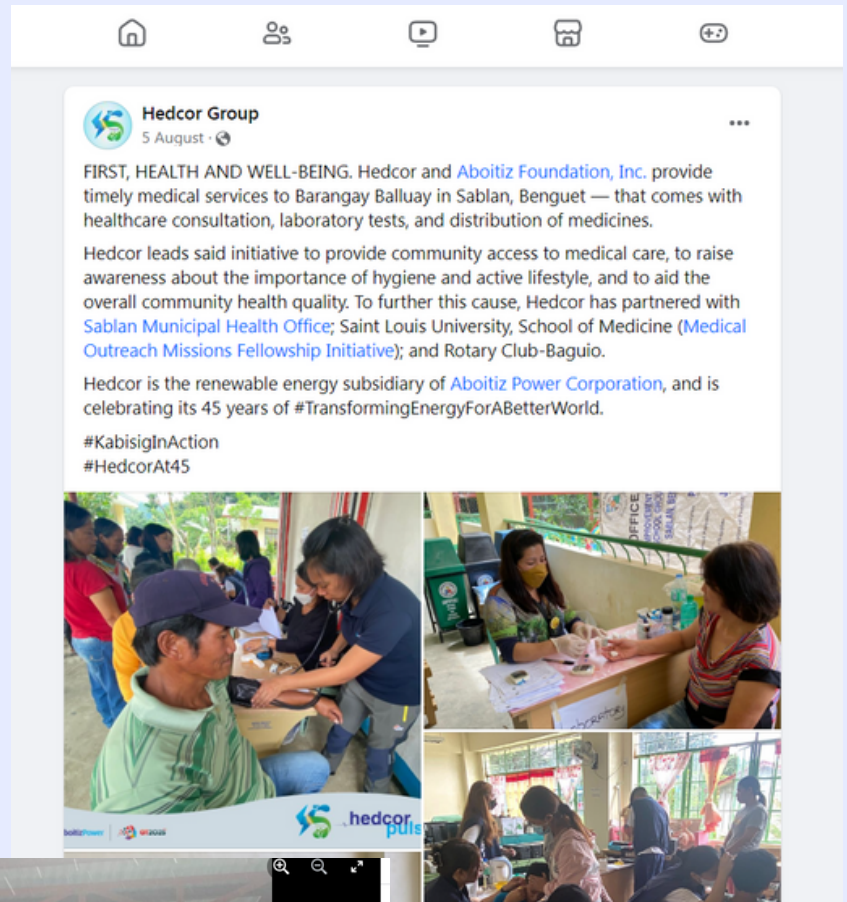 Hedcor Group
5 August
FIRST, HEALTH AND WELL-BEING. Hedcor and Aboitiz Foundation, Inc. provide
timely medical services to Barangay Balluay in Sablan, Benguet — that comes with
healthcare consultation, laboratory tests, and distribution of medicines.
Hedcor leads said initiative to provide community access to medical care, to raise
awareness about the importance of hygiene and active lifestyle, and to aid the
overall community health quality. To further this cause, Hedcor has partnered with
Sablan Municipal Health Office; Saint Louis University, School of Medicine (Medical
Outreach Missions Fellowship Initiative); and Rotary Club-Baguio.
Hedcor is the renewable energy subsidiary of Aboitiz Power Corporation, and is
celebrating its 45 years of #TransformingEnergyForABetterWorld.
#KabisigInAction
#HedcorAt45
OFFICE
LABORATORY
hedcor
puls